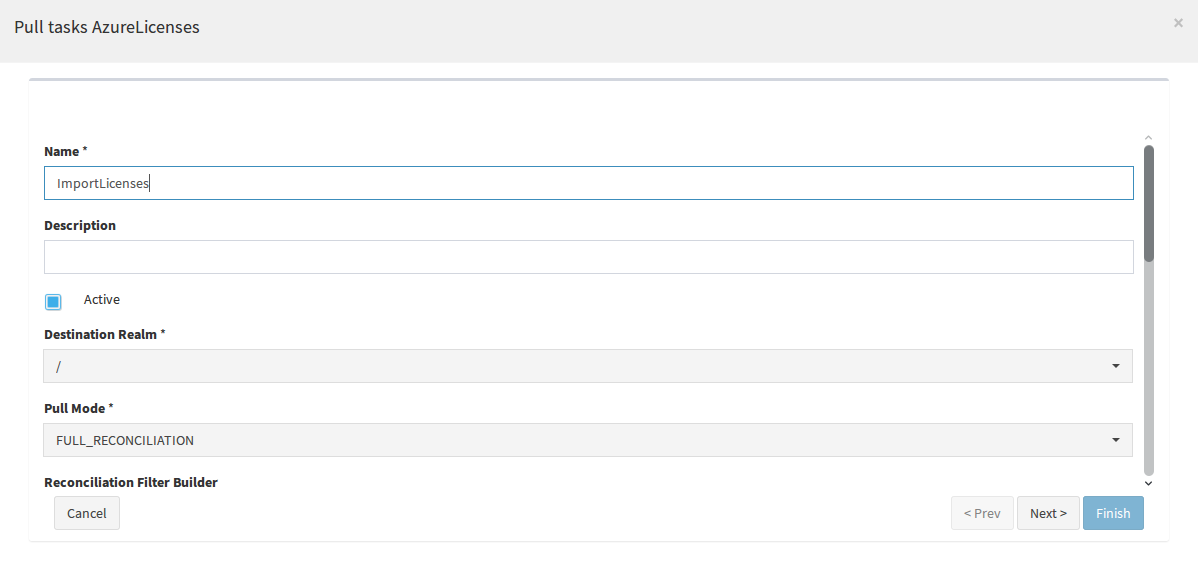 Pull tasks AzureLicenses
×
Name *
ImportLicenses
Description
Active
Destination Realm *
/
Pull Mode *
FULL_RECONCILIATION
Reconciliation Filter Builder
Cancel
< Prev
Next >
Finish